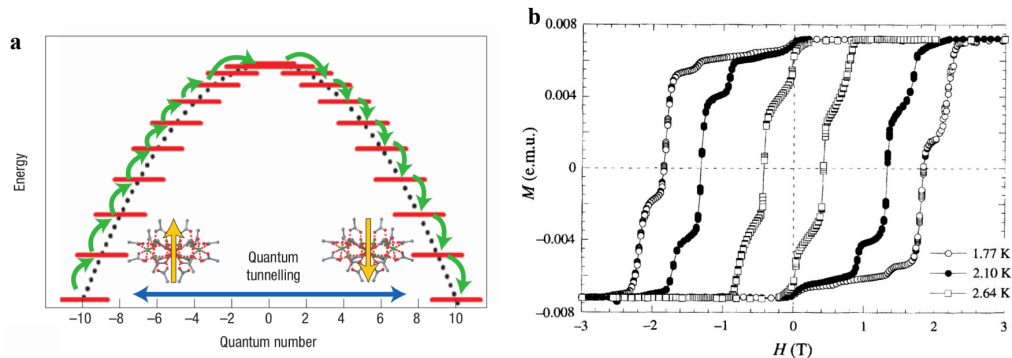 a
Energy
Quantum
tunnelling
−10 −8 −6 −4 −2 0 2 4 6 8 10
Quantum number
b
M (e.m.u.)
0.008
0.004
0
−0.004
−0.008
1.77 K
2.10 K
2.64 K
−3 −2 −1 0 1 2 3
H (T)